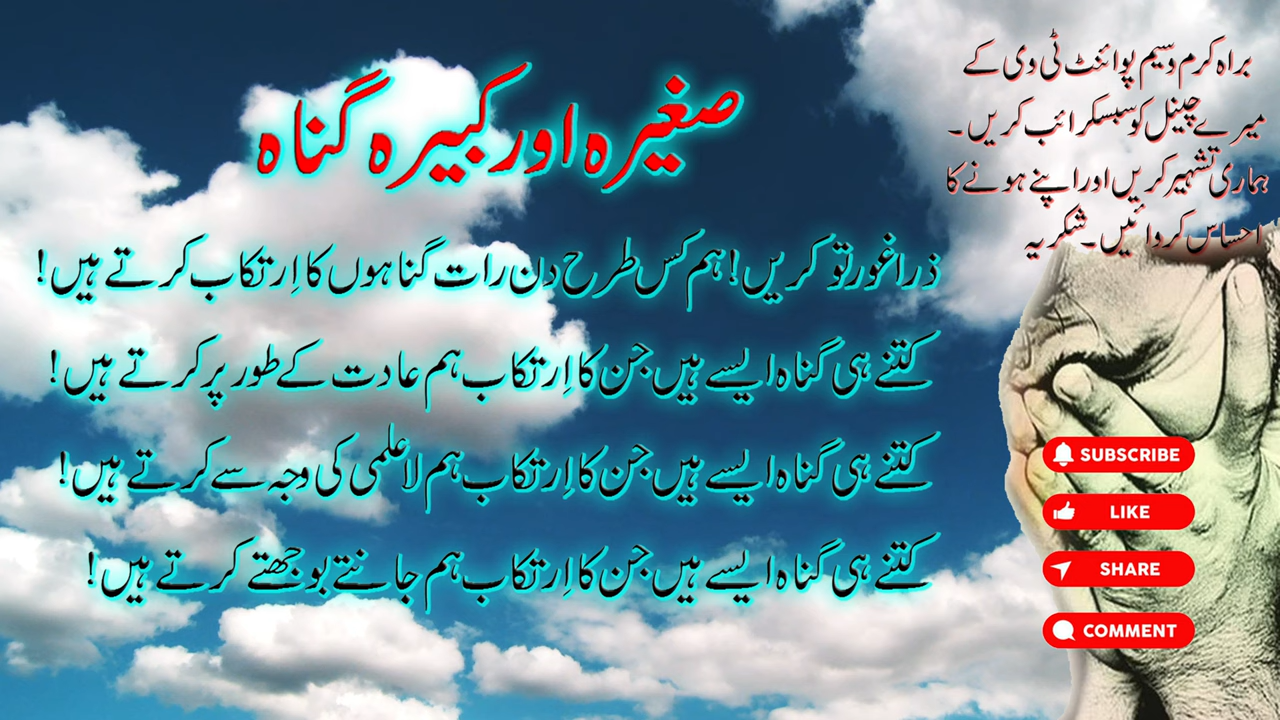 صغیرہ اور کبیرہ گناہ
ذرا غور تو کریں! ہم کس طرح دن رات گناہوں کا اِرتکاب کرتے ہیں!
کتنے ہی گناہ ایسے ہیں جن کا اِرتکاب ہم عادت کے طور پر کرتے ہیں!
کتنے ہی گناہ ایسے ہیں جن کا اِرتکاب ہم لاعلمی کی وجہ سے کرتے ہیں!
کتنے ہی گناہ ایسے ہیں جن کا اِرتکاب ہم جانتے بوجھتے کرتے ہیں!
براہ کرم وسیم پوائنٹ ٹی وی کے
میرے چینل کو سبسکرائب کریں۔
ہماری تشہیر کریں اور اپنے ہونے کا
احساس کروائیں۔ شکریہ
SUBSCRIBE
LIKE
SHARE
COMMENT